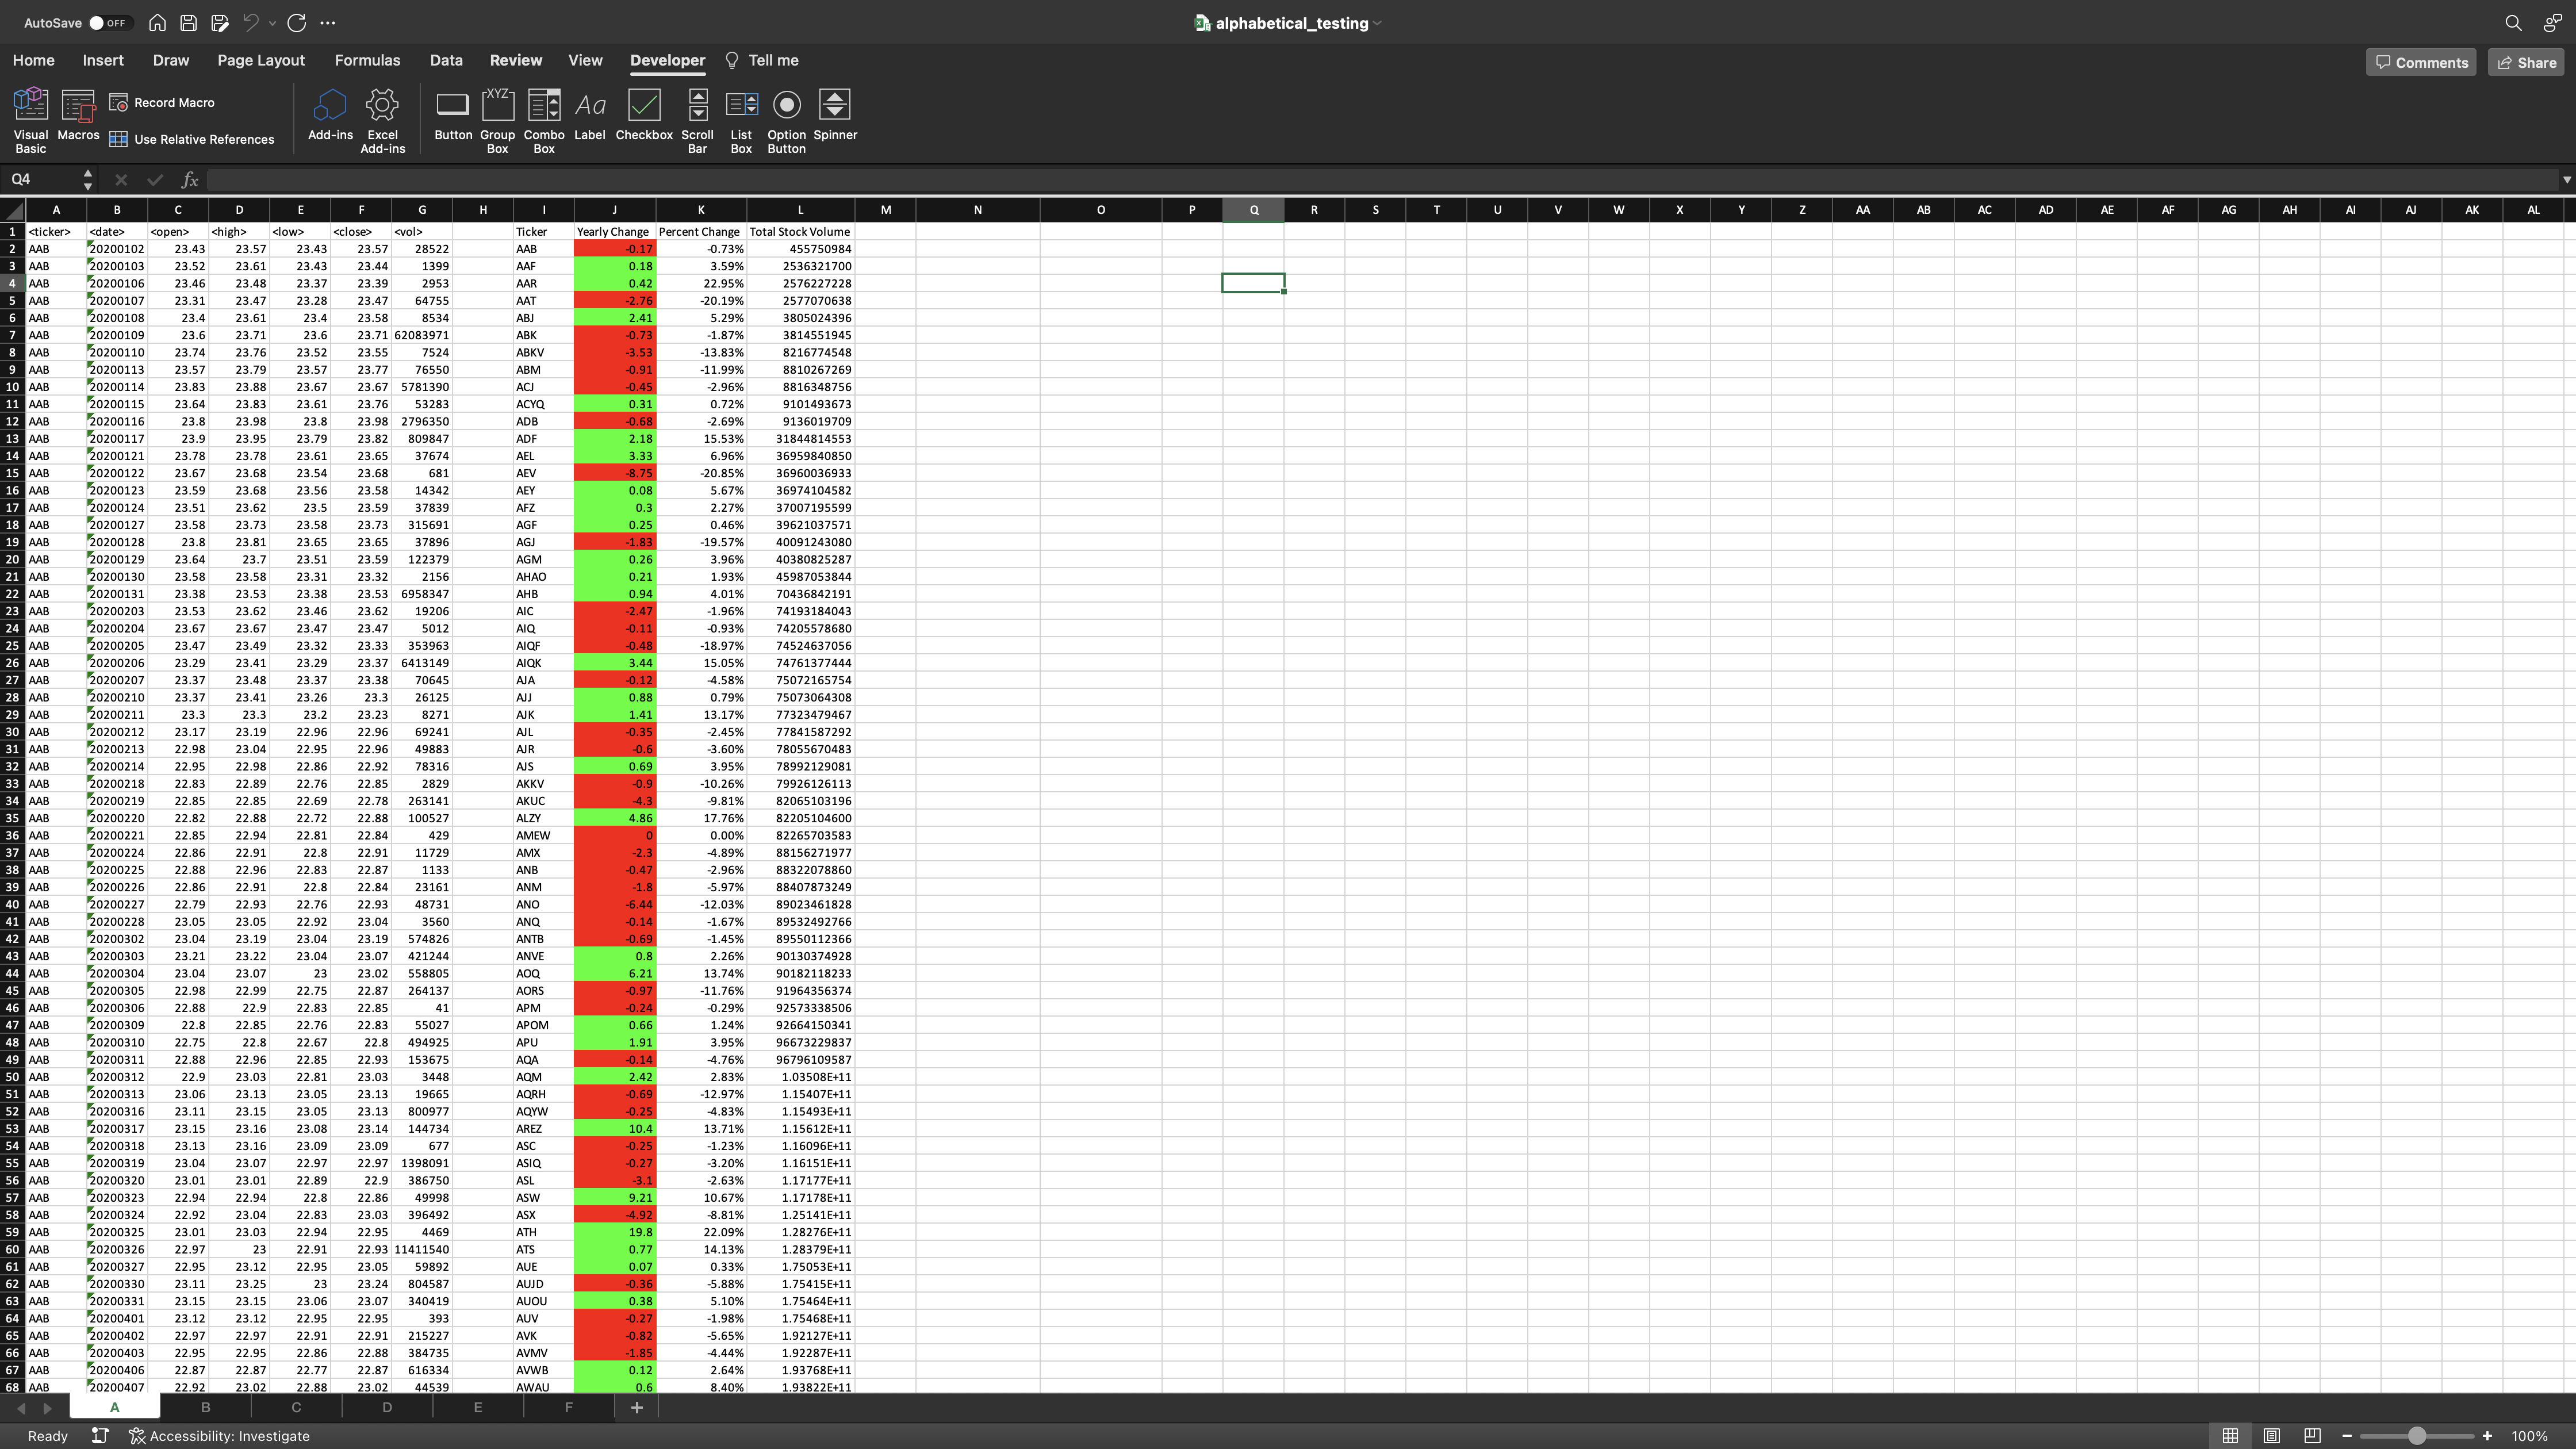 AutoSave OFF alphabetical_testing
Home Insert Draw Page Layout Formulas Data Review View Developer Tell me Comments Share
Visual Basic Macros Record Macro Use Relative References Add-ins Excel Add-ins Button Group Box Combo Box Label Checkbox Scroll Bar List Box Option Button Spinner
XYZ Aa
Q4 fx
A B C D E F G H I J K L M N O P Q R S T U V W X Y Z AA AB AC AD AE AF AG AH AI AJ AK AL
1 <ticker> <date> <open> <high> <low> <close> <vol> Ticker Yearly Change Percent Change Total Stock Volume
2 AAB 20200102 23.43 23.57 23.43 23.57 28522 AAB -0.17 -0.73% 455750984
3 AAB 20200103 23.52 23.61 23.43 23.44 1399 AAF 0.18 3.59% 2536321700
4 AAB 20200106 23.46 23.48 23.37 23.39 2953 AAR 0.42 22.95% 2576227228
5 AAB 20200107 23.31 23.47 23.28 23.47 64755 AAT -2.76 -20.19% 2577070638
6 AAB 20200108 23.4 23.61 23.4 23.58 8534 ABJ 2.41 5.29% 3805024396
7 AAB 20200109 23.6 23.71 23.6 23.71 62083971 ABK -0.73 -1.87% 3814551945
8 AAB 20200110 23.74 23.76 23.52 23.55 7524 ABKV -3.53 -13.83% 8216774548
9 AAB 20200113 23.57 23.79 23.57 23.77 76550 ABM -0.91 -11.99% 8810267269
10 AAB 20200114 23.83 23.88 23.67 23.67 5781390 ACJ -0.45 -2.96% 8816348756
11 AAB 20200115 23.64 23.83 23.61 23.76 53283 ACYQ 0.31 0.72% 9101493673
12 AAB 20200116 23.8 23.98 23.8 23.98 2796350 ADB -0.68 -2.69% 9136019709
13 AAB 20200117 23.9 23.95 23.79 23.82 809847 ADF 2.18 15.53% 31844814553
14 AAB 20200121 23.78 23.78 23.61 23.65 37674 AEL 3.33 6.96% 36959840850
15 AAB 20200122 23.67 23.68 23.54 23.68 681 AEV -8.75 -20.85% 36960036933
16 AAB 20200123 23.59 23.68 23.56 23.58 14342 AEY 0.08 5.67% 36974104582
17 AAB 20200124 23.51 23.62 23.5 23.59 37839 AFZ 0.3 2.27% 37007195599
18 AAB 20200127 23.58 23.73 23.58 23.73 315691 AGF 0.25 0.46% 39621037571
19 AAB 20200128 23.8 23.81 23.65 23.65 37896 AGJ -1.83 -19.57% 40091243080
20 AAB 20200129 23.64 23.7 23.51 23.59 122379 AGM 0.26 3.96% 40380825287
21 AAB 20200130 23.58 23.58 23.31 23.32 2156 AHAO 0.21 1.93% 45987053844
22 AAB 20200131 23.38 23.53 23.38 23.53 6958347 AHB 0.94 4.01% 70436842191
23 AAB 20200203 23.53 23.62 23.46 23.62 19206 AIC -2.47 -1.96% 74193184043
24 AAB 20200204 23.67 23.67 23.47 23.47 5012 AIQ -0.11 -0.93% 74205578680
25 AAB 20200205 23.47 23.49 23.32 23.33 353963 AIQF -0.48 -18.97% 74524637056
26 AAB 20200206 23.29 23.41 23.29 23.37 6413149 AIQK 3.44 15.05% 74761377444
27 AAB 20200207 23.37 23.48 23.37 23.38 70645 AJA -0.12 -4.58% 75072165754
28 AAB 20200210 23.37 23.41 23.26 23.3 26125 AJJ 0.88 0.79% 75073064308
29 AAB 20200211 23.3 23.3 23.2 23.23 8271 AJK 1.41 13.17% 77323479467
30 AAB 20200212 23.17 23.19 22.96 22.96 69241 AJL -0.35 -2.45% 77841587292
31 AAB 20200213 22.98 23.04 22.95 22.96 49883 AJR -0.6 -3.60% 78055670483
32 AAB 20200214 22.95 22.98 22.86 22.92 78316 AJS 0.69 3.95% 78992129081
33 AAB 20200218 22.83 22.89 22.76 22.85 2829 AKKV -0.9 -10.26% 79926126113
34 AAB 20200219 22.85 22.85 22.69 22.78 263141 AKUC -4.3 -9.81% 82065103196
35 AAB 20200220 22.82 22.88 22.72 22.88 100527 ALZY 4.86 17.76% 82205104600
36 AAB 20200221 22.85 22.94 22.81 22.84 429 AMEW 0 0.00% 82265703583
37 AAB 20200224 22.86 22.91 22.8 22.91 11729 AMX -2.3 -4.89% 88156271977
38 AAB 20200225 22.88 22.96 22.83 22.87 1133 ANB -0.47 -2.96% 88322078860
39 AAB 20200226 22.86 22.91 22.8 22.84 23161 ANM -1.8 -5.97% 88407873249
40 AAB 20200227 22.79 22.93 22.76 22.93 48731 ANO -6.44 -12.03% 89023461828
41 AAB 20200228 23.05 23.05 22.92 23.04 3560 ANQ -0.14 -1.67% 89532492766
42 AAB 20200302 23.04 23.19 23.04 23.19 574826 ANTB -0.69 -1.45% 89550112366
43 AAB 20200303 23.21 23.22 23.04 23.07 421244 ANVE 0.8 2.26% 90130374928
44 AAB 20200304 23.04 23.07 23 23.02 558805 AOQ 6.21 13.74% 90182118233
45 AAB 20200305 22.98 22.99 22.75 22.87 264137 AORS -0.97 -11.76% 91964356374
46 AAB 20200306 22.88 22.9 22.83 22.85 41 APM -0.24 -0.29% 92573338506
47 AAB 20200309 22.8 22.85 22.76 22.83 55027 APOM 0.66 1.24% 92664150341
48 AAB 20200310 22.75 22.8 22.67 22.8 494925 APU 1.91 3.95% 96673229837
49 AAB 20200311 22.88 22.96 22.85 22.93 153675 AQA -0.14 -4.76% 96796109587
50 AAB 20200312 22.9 23.03 22.81 23.03 3448 AQM 2.42 2.83% 1.03508E+11
51 AAB 20200313 23.06 23.13 23.05 23.13 19665 AQRH -0.69 -12.97% 1.15407E+11
52 AAB 20200316 23.11 23.15 23.05 23.13 800977 AQYW -0.25 -4.83% 1.15493E+11
53 AAB 20200317 23.15 23.16 23.08 23.14 144734 AREZ 10.4 13.71% 1.15612E+11
54 AAB 20200318 23.13 23.16 23.09 23.09 677 ASC -0.25 -1.23% 1.16096E+11
55 AAB 20200319 23.04 23.07 22.97 22.97 1398091 ASIQ -0.27 -3.20% 1.16151E+11
56 AAB 20200320 23.01 23.01 22.89 22.9 386750 ASL -3.1 -2.63% 1.17177E+11
57 AAB 20200323 22.94 22.94 22.8 22.86 49998 ASW 9.21 10.67% 1.17178E+11
58 AAB 20200324 22.92 23.04 22.83 23.03 396492 ASX -4.92 -8.81% 1.25141E+11
59 AAB 20200325 23.01 23.03 22.94 22.95 4469 ATH 19.8 22.09% 1.28276E+11
60 AAB 20200326 22.97 23 22.91 22.93 11411540 ATS 0.77 14.13% 1.28379E+11
61 AAB 20200327 22.95 23.12 22.95 23.05 59892 AUE 0.07 0.33% 1.75053E+11
62 AAB 20200330 23.11 23.25 23 23.24 804587 AUJD -0.36 -5.88% 1.75415E+11
63 AAB 20200331 23.15 23.15 23.06 23.07 340419 AUOU 0.38 5.10% 1.75464E+11
64 AAB 20200401 23.12 23.12 22.95 22.95 393 AUV -0.27 -1.98% 1.75468E+11
65 AAB 20200402 22.97 22.97 22.91 22.91 215227 AVK -0.82 -5.65% 1.92127E+11
66 AAB 20200403 22.95 22.95 22.86 22.88 384735 AVMV -1.85 -4.44% 1.92287E+11
67 AAB 20200406 22.87 22.87 22.77 22.87 616334 AVWB 0.12 2.64% 1.93768E+11
68 AAB 20200407 22.92 23.02 22.88 23.02 44539 AWAU 0.6 8.40% 1.93822E+11
A B C D E F +
Ready Accessibility: Investigate 100%